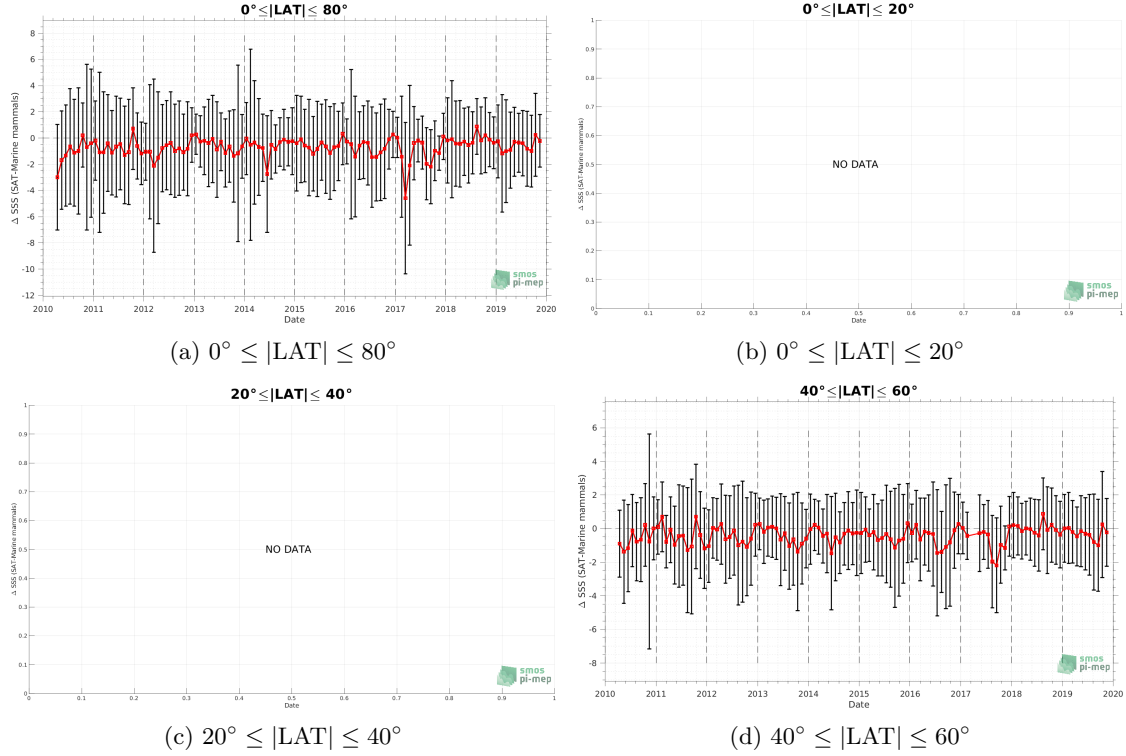 0°≤|LAT|≤ 80°
Δ SSS (SAT-Marine mammals)
8
6
4
2
0
-2
-4
-6
-8
-10
-12
2010 2011 2012 2013 2014 2015 2016 2017 2018 2019 2020
Date
smos
pi-mep
(a) 0° ≤ |LAT| ≤ 80°
0°≤|LAT|≤ 20°
Δ SSS (SAT-Marine mammals)
1
0.9
0.8
0.7
0.6
0.5
0.4
0.3
0.2
0.1
0
NO DATA
0 0.1 0.2 0.3 0.4 0.5 0.6 0.7 0.8 0.9 1
Date
smos
pi-mep
(b) 0° ≤ |LAT| ≤ 20°
20°≤|LAT|≤ 40°
Δ SSS (SAT-Marine mammals)
1
0.9
0.8
0.7
0.6
0.5
0.4
0.3
0.2
0.1
0
NO DATA
0 0.1 0.2 0.3 0.4 0.5 0.6 0.7 0.8 0.9 1
Date
smos
pi-mep
(c) 20° ≤ |LAT| ≤ 40°
40°≤|LAT|≤ 60°
Δ SSS (SAT-Marine mammals)
6
4
2
0
-2
-4
-6
-8
2010 2011 2012 2013 2014 2015 2016 2017 2018 2019 2020
Date
smos
pi-mep
(d) 40° ≤ |LAT| ≤ 60°